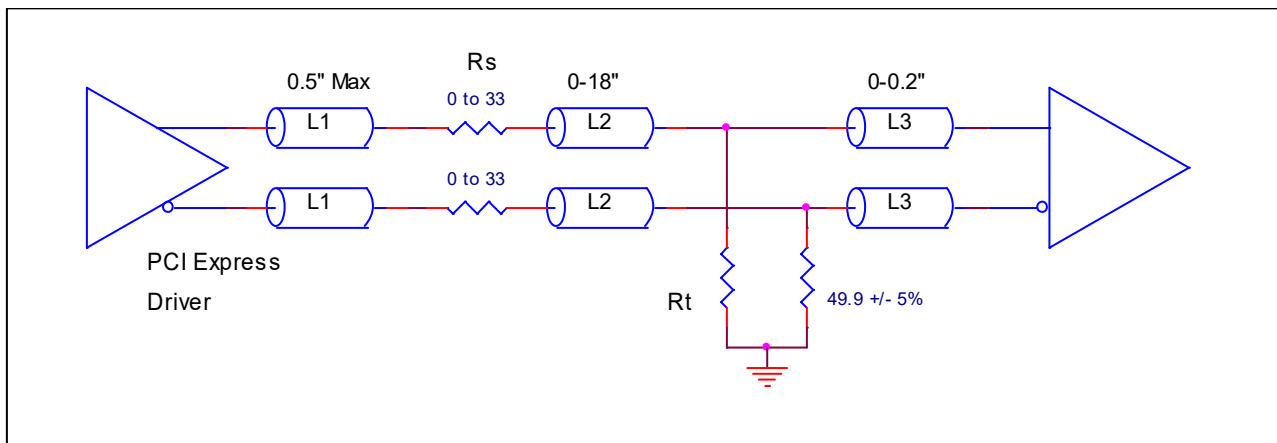 Rs
0.5" Max
0-18"
0-0.2"
0 to 33
L1
L2
L3
0 to 33
L1
L2
L3
PCI Express
Driver
Rt
49.9 +/- 5%